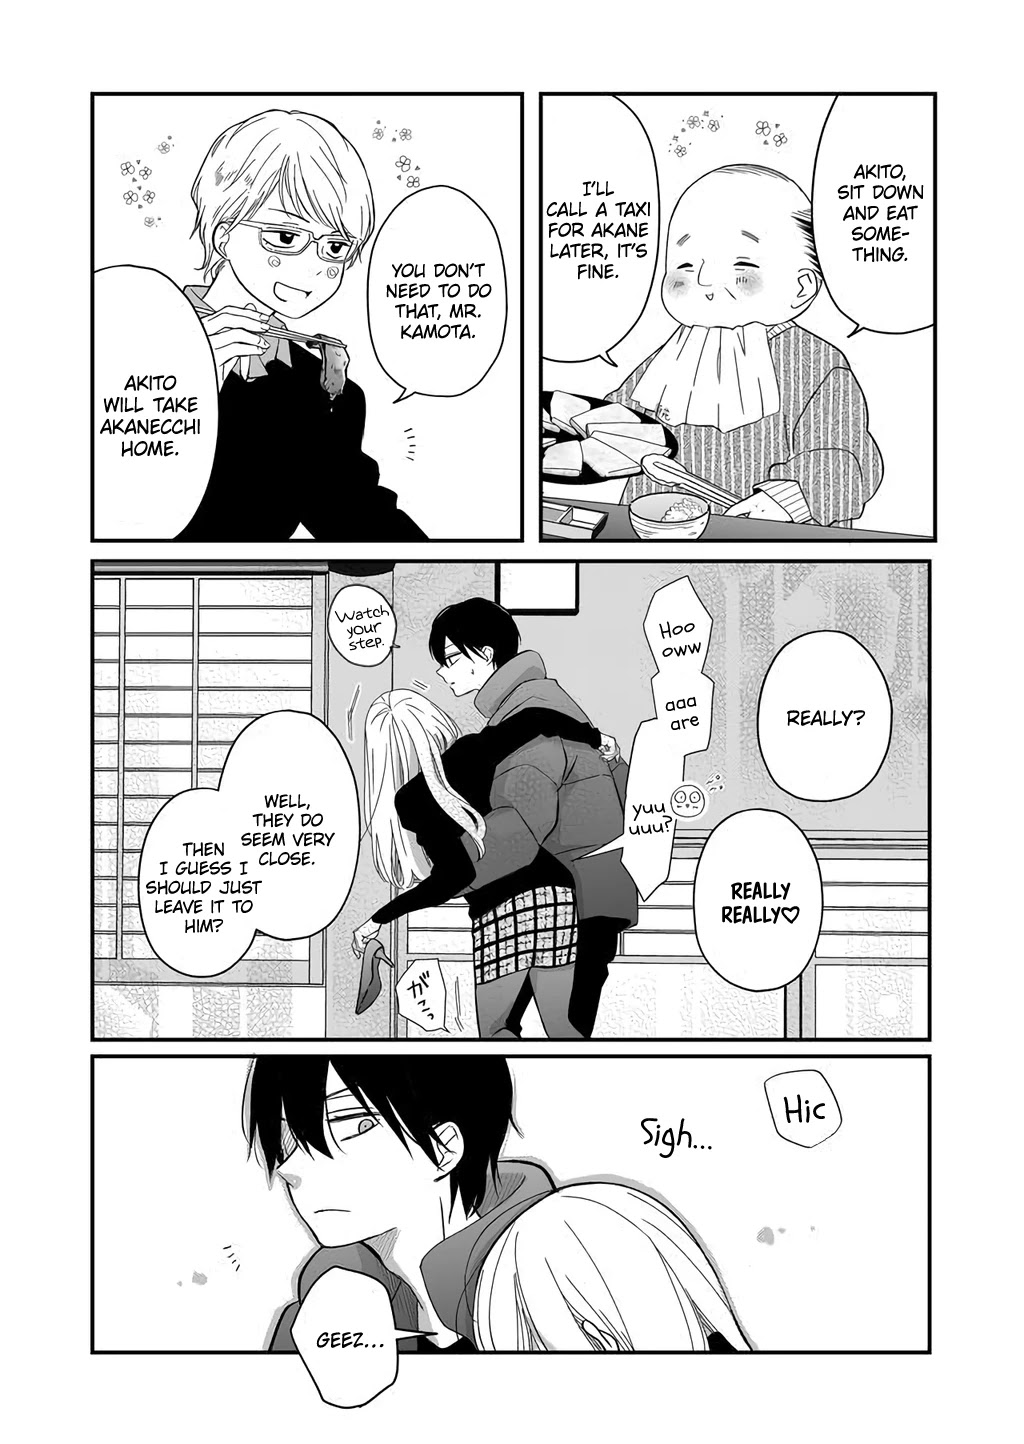 AKITO,
SIT DOWN
AND EAT
SOME-
THING.
I'LL
CALL A TAXI
FOR AKANE
LATER, IT'S
FINE.
YOU DON'T
NEED TO DO
THAT, MR.
KAMOTA.
AKITO
WILL TAKE
AKANECCHI
HOME.
REALLY?
REALLY
REALLY♡
Hoo
oww
aaa
are
yuu
uuu?
Watch
your
step.
WELL,
THEY DO
SEEM VERY
CLOSE.
THEN
I GUESS I
SHOULD JUST
LEAVE IT TO
HIM?
がこっ
Hic
Sigh...
GEEZ...